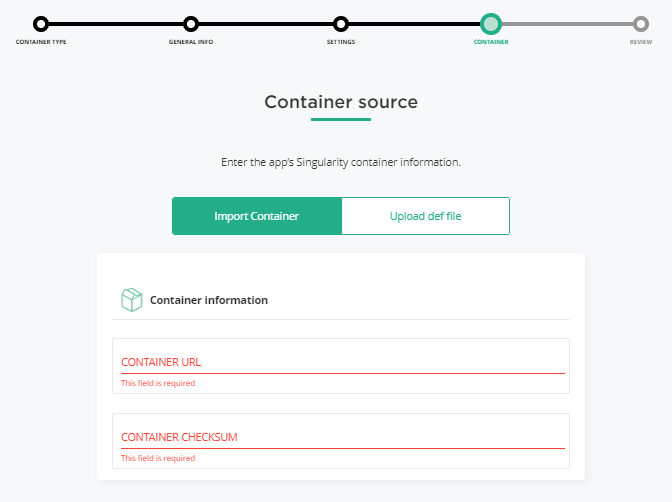 CONTAINER TYPE
GENERAL INFO
SETTINGS
CONTAINER
REVIEW
Container source
Enter the app's Singularity container information.
Import Container
Upload def file
Container information
CONTAINER URL
This field is required
CONTAINER CHECKSUM
This field is required